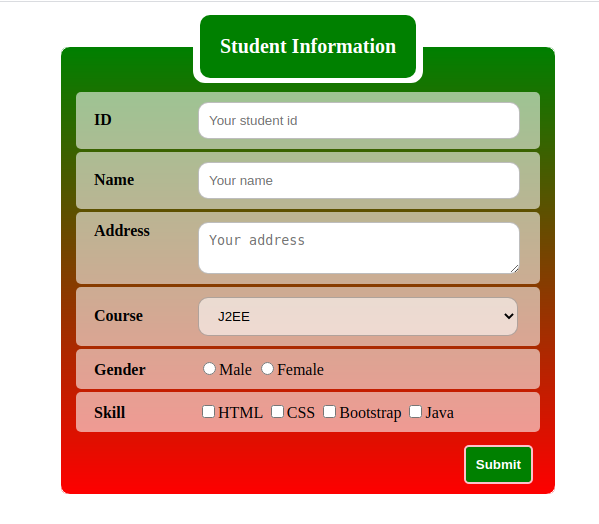 Student Information
ID
Your student id
Name
Your name
Address
Your address
Course
J2EE
Gender
Male Female
Skill
HTML CSS Bootstrap Java
Submit